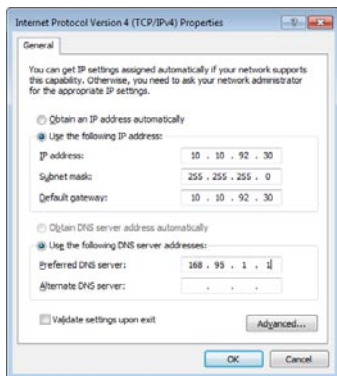 Internet Protocol Version 4 (TCP/IPv4) Properties
General
You can get IP settings assigned automatically if your network supports
this capability. Otherwise, you need to ask your network administrator
for the appropriate IP settings.
Obtain an IP address automatically
Use the following IP address:
IP address: 10 . 10 . 92 . 30
Subnet mask: 255 . 255 . 255 . 0
Default gateway: 10 . 10 . 92 . 30
Obtain DNS server address automatically
Use the following DNS server addresses:
Preferred DNS server: 168 . 95 . 1 . 1
Alternate DNS server: . . .
Validate settings upon exit
Advanced...
OK Cancel